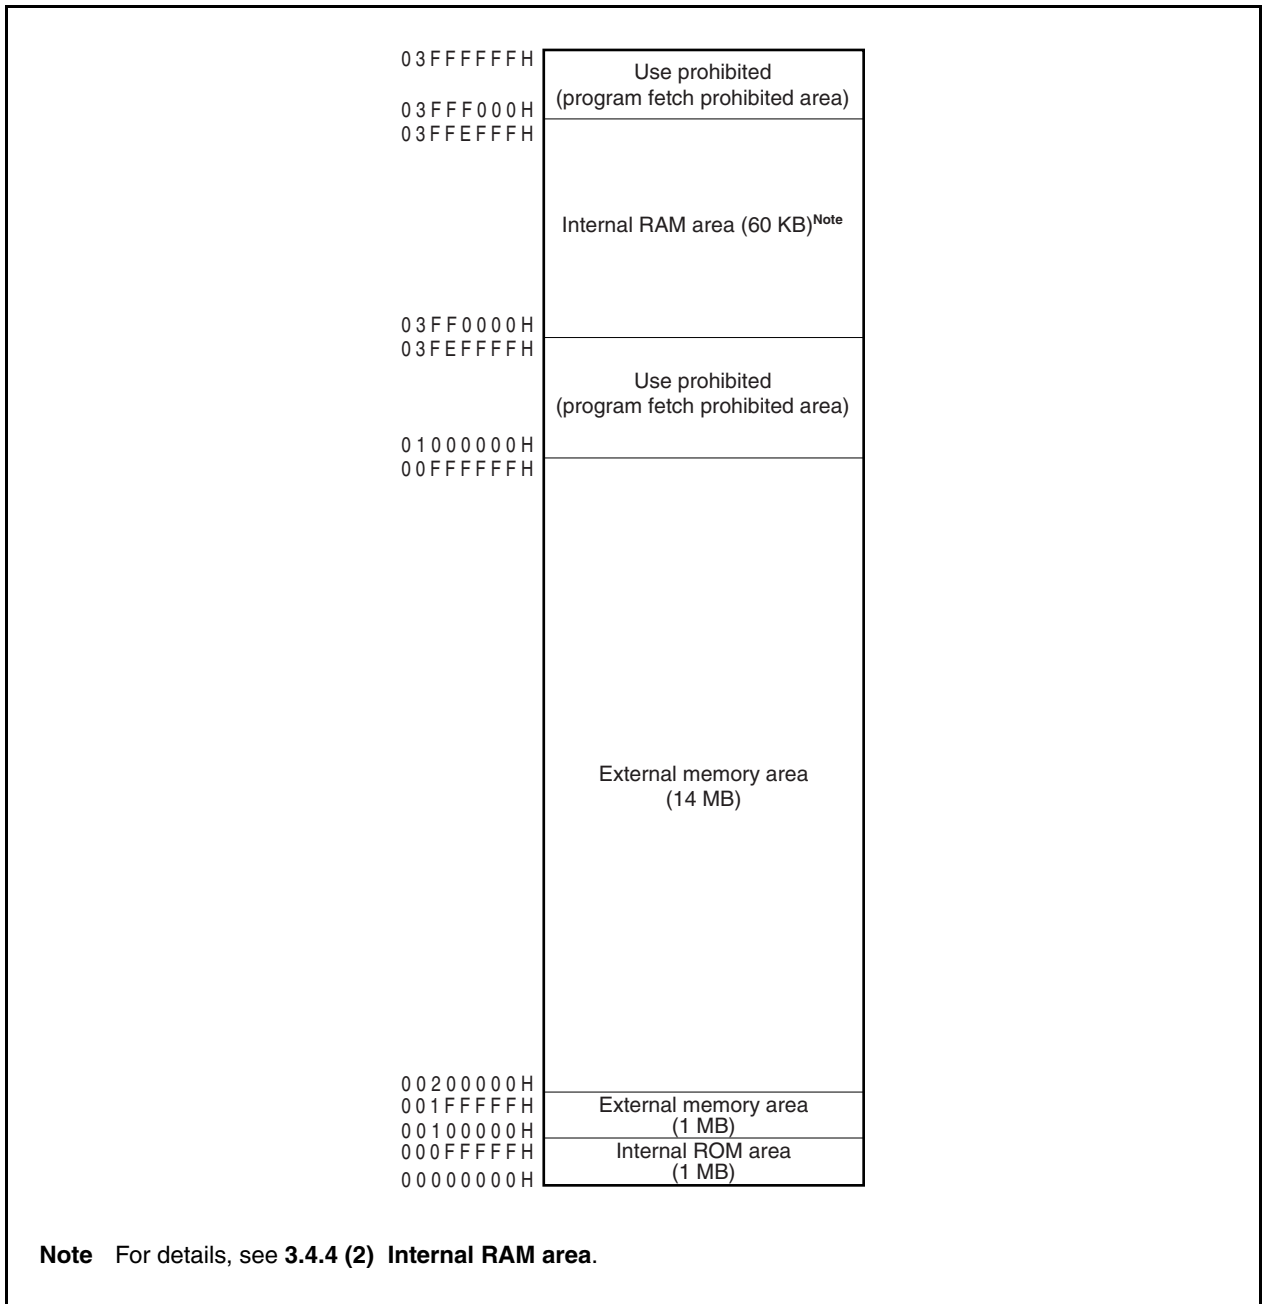 03FFFFFFH
Use prohibited
(program fetch prohibited area)
03FFF000H
03FFEFFFH
Internal RAM area (60 KB)Note
03FF0000H
03FEFFFFH
Use prohibited
(program fetch prohibited area)
01000000H
00FFFFFFH
External memory area
(14 MB)
00200000H
001FFFFFH
External memory area
(1 MB)
00100000H
000FFFFFH
Internal ROM area
(1 MB)
00000000H
Note For details, see 3.4.4 (2) Internal RAM area.